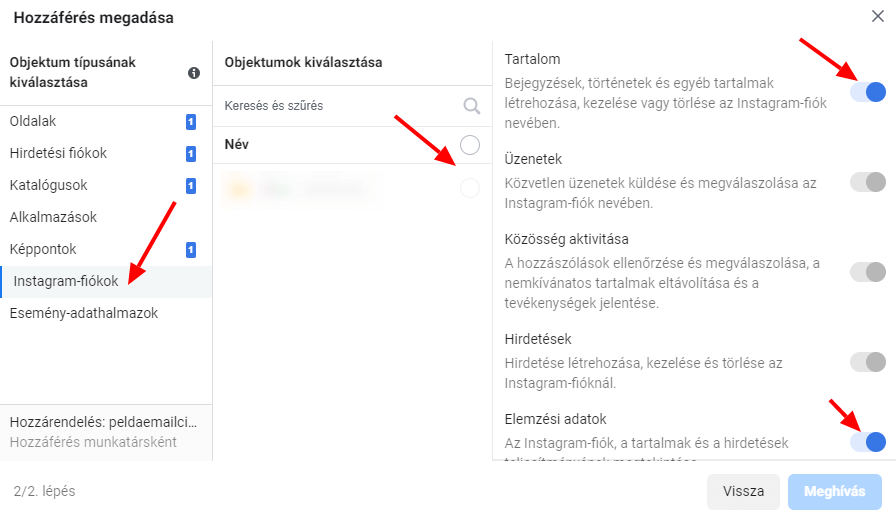 Hozzáférés megadása
Objektum típusának
kiválasztása
Oldalak 1
Hirdetési fiókok 1
Katalógusok 1
Alkalmazások
Képpontok 1
Instagram-fiókok
Esemény-adathalmazok
Hozzárendelés: peldaemailci...
Hozzáférés munkatársként
Objektumok kiválasztása
Keresés és szűrés
Név
Tartalom
Bejegyzések, történetek és egyéb tartalmak
létrehozása, kezelése vagy törlése az Instagram-fiók
nevében.
Üzenetek
Közvetlen üzenetek küldése és megválaszolása az
Instagram-fiók nevében.
Közösség aktivitása
A hozzászólások ellenőrzése és megválaszolása, a
nemkívánatos tartalmak eltávolítása és a
tevékenységek jelentése.
Hirdetések
Hirdetése létrehozása, kezelése és törlése az
Instagram-fióknál.
Elemzési adatok
Az Instagram-fiók, a tartalmak és a hirdetések
2/2. lépés
Vissza
Meghívás